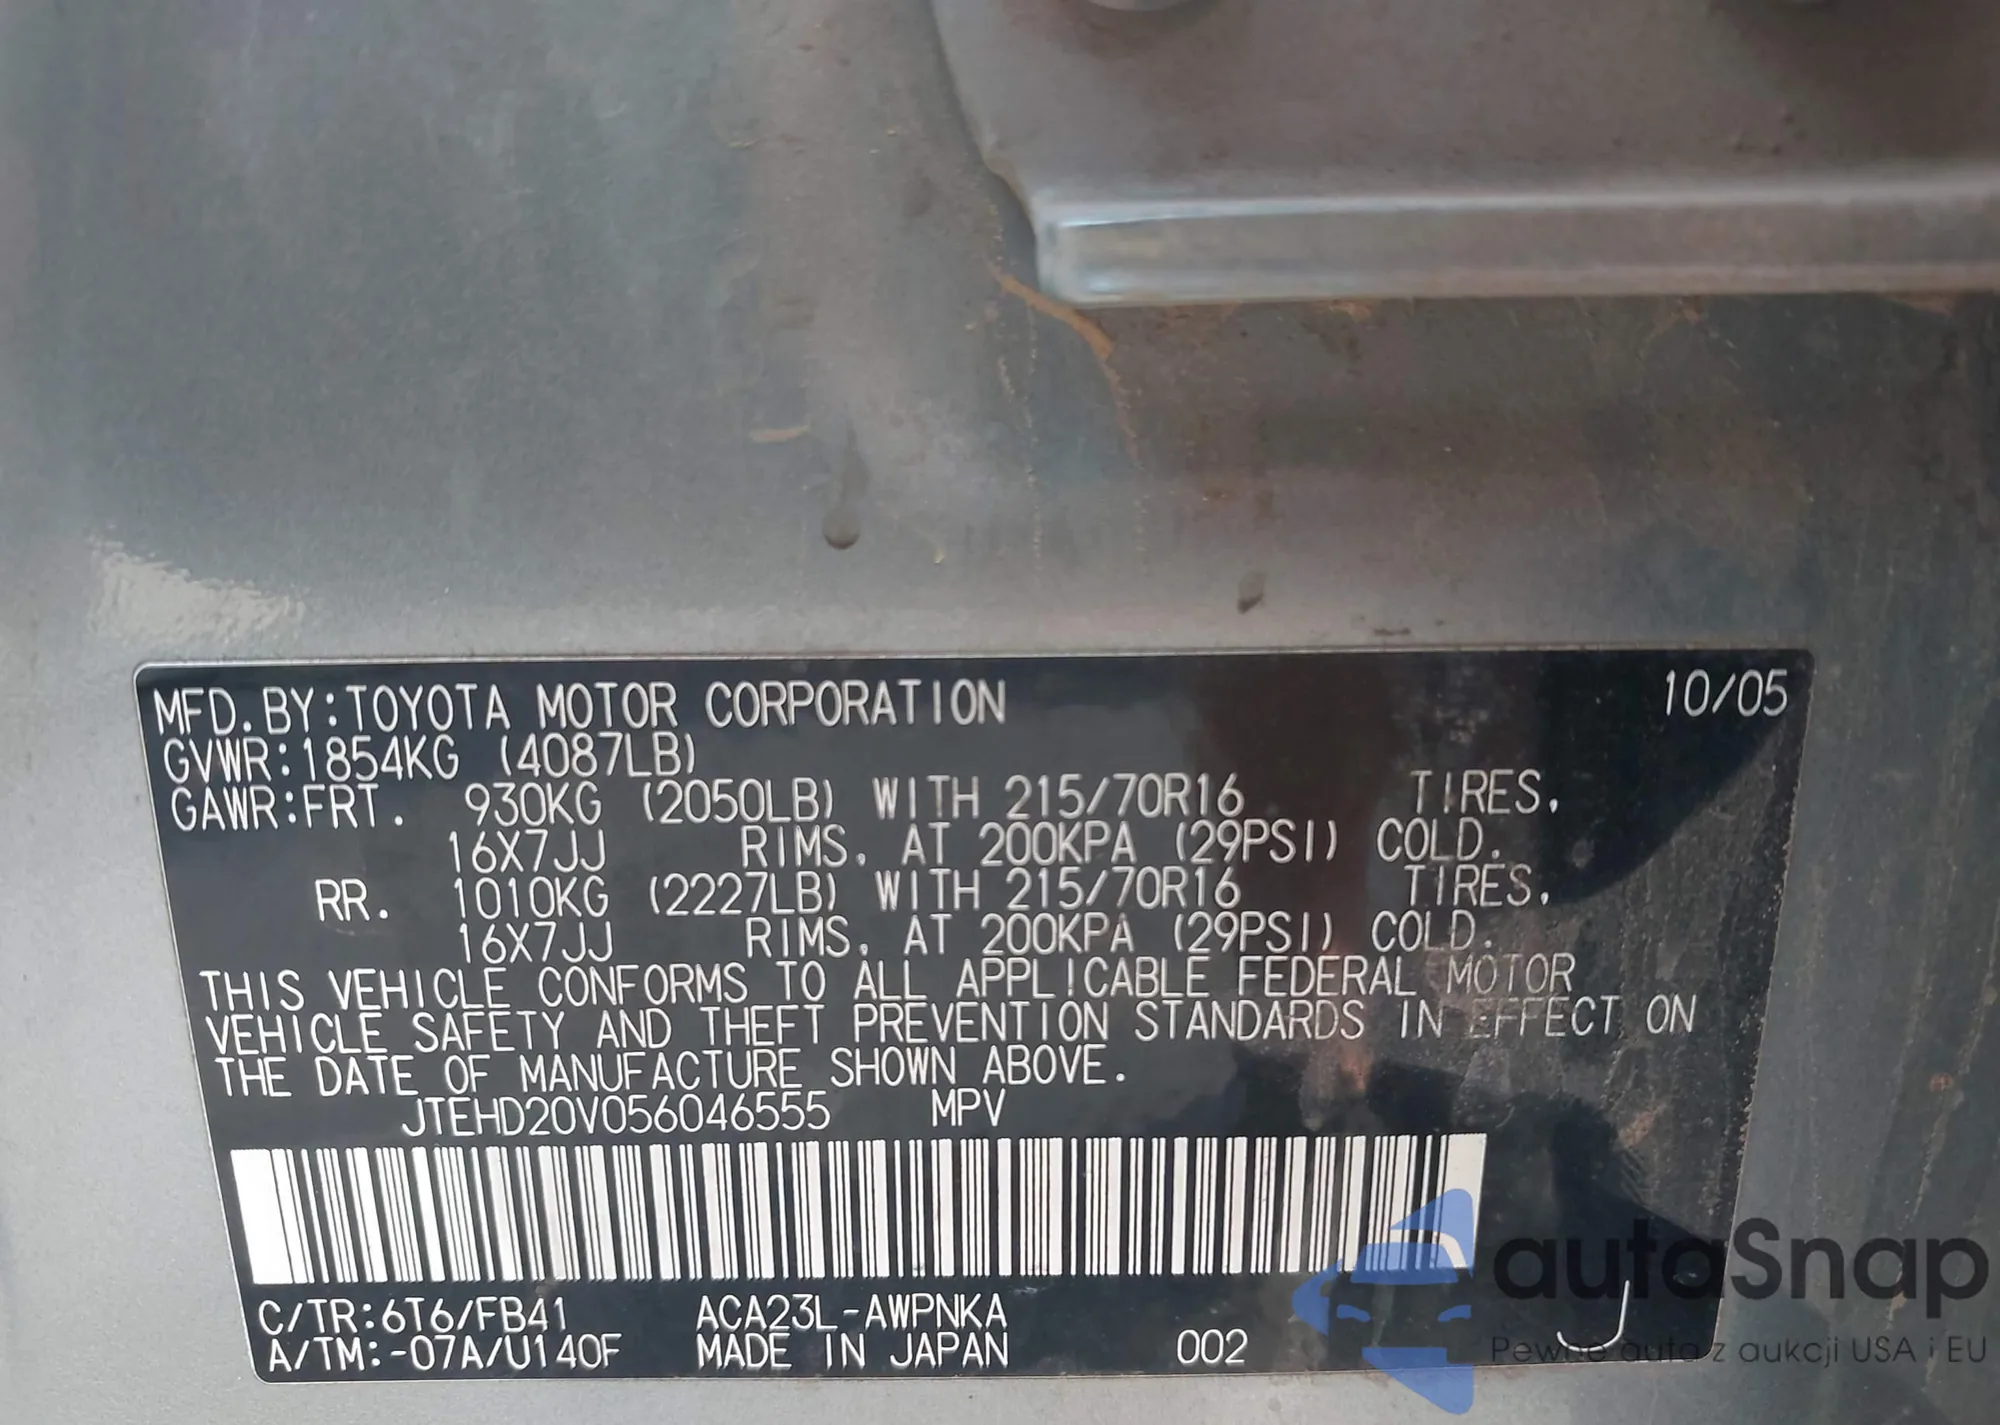 MFD.BY:TOYOTA MOTOR CORPORATION 10/05
GVWR:1854KG (4087LB)
GAWR:FRT. 930KG (2050LB) WITH 215/70R16 TIRES,
16X7JJ RIMS, AT 200KPA (29PSI) COLD.
RR. 1010KG (2227LB) WITH 215/70R16 TIRES,
16X7JJ RIMS, AT 200KPA (29PSI) COLD.
THIS VEHICLE CONFORMS TO ALL APPLICABLE FEDERAL MOTOR
VEHICLE SAFETY AND THEFT PREVENTION STANDARDS IN EFFECT ON
THE DATE OF MANUFACTURE SHOWN ABOVE.
JTEHD20V056046555 MPV
C/TR:6T6/FB41 ACA23L-AWPNKA
A/TM:-07A/U140F MADE IN JAPAN 002 J
autaSnap
Pewne auta z aukcji USA i EU